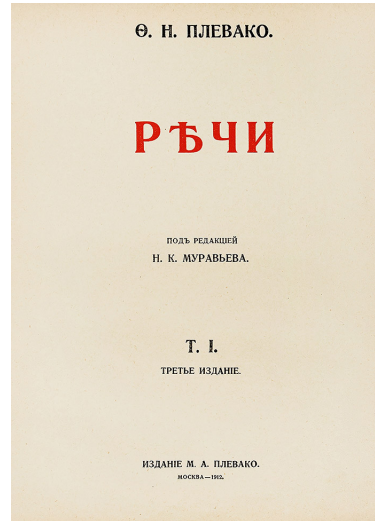 Ѳ. Н. ПЛЕВАКО.
РѢЧИ
ПОДЪ РЕДАКЦІЕЙ
Н. К. МУРАВЬЕВА.
Т. I.
ТРЕТЬЕ ИЗДАНІЕ.
ИЗДАНІЕ М. А. ПЛЕВАКО.
МОСКВА—1912.